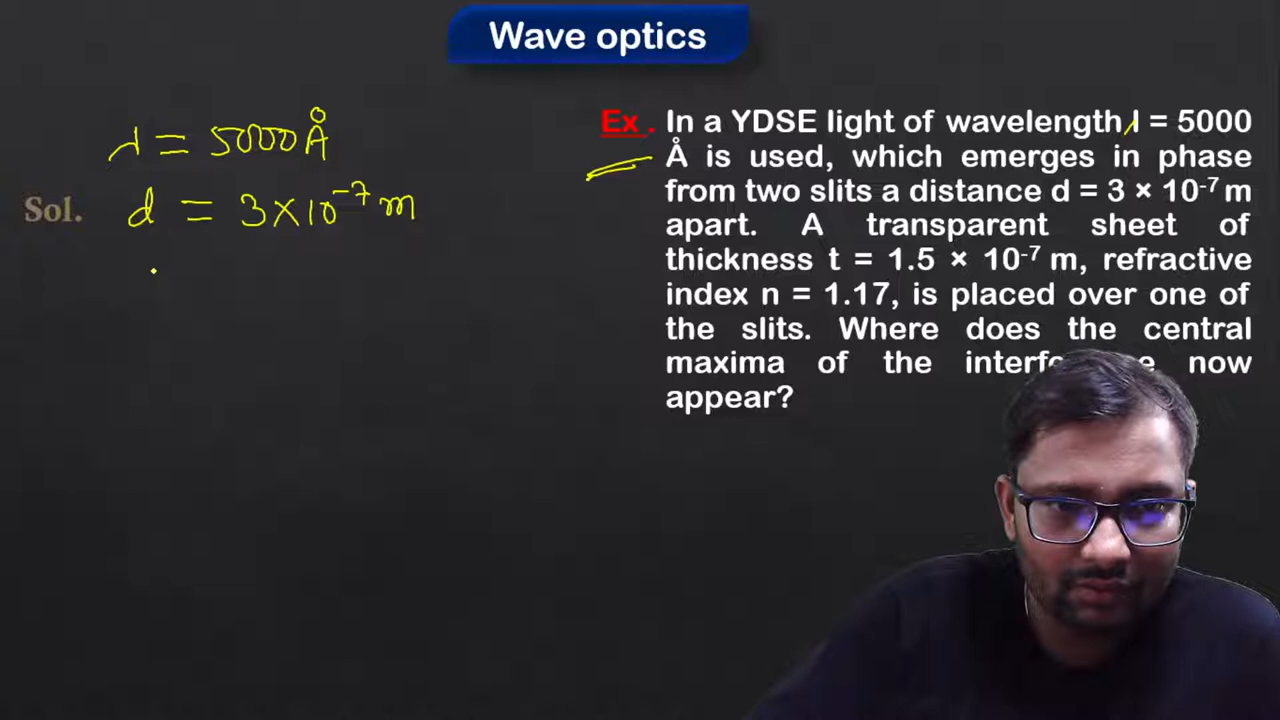 Wave optics
λ = 5000 Å
Sol. d = 3 × 10⁻⁷ m
Ex. In a YDSE light of wavelength λ l = 5000
Å is used, which emerges in phase
from two slits a distance d = 3 × 10⁻⁷ m
apart. A transparent sheet of
thickness t = 1.5 × 10⁻⁷ m, refractive
index n = 1.17, is placed over one of
the slits. Where does the central
maxima of the now
appear?